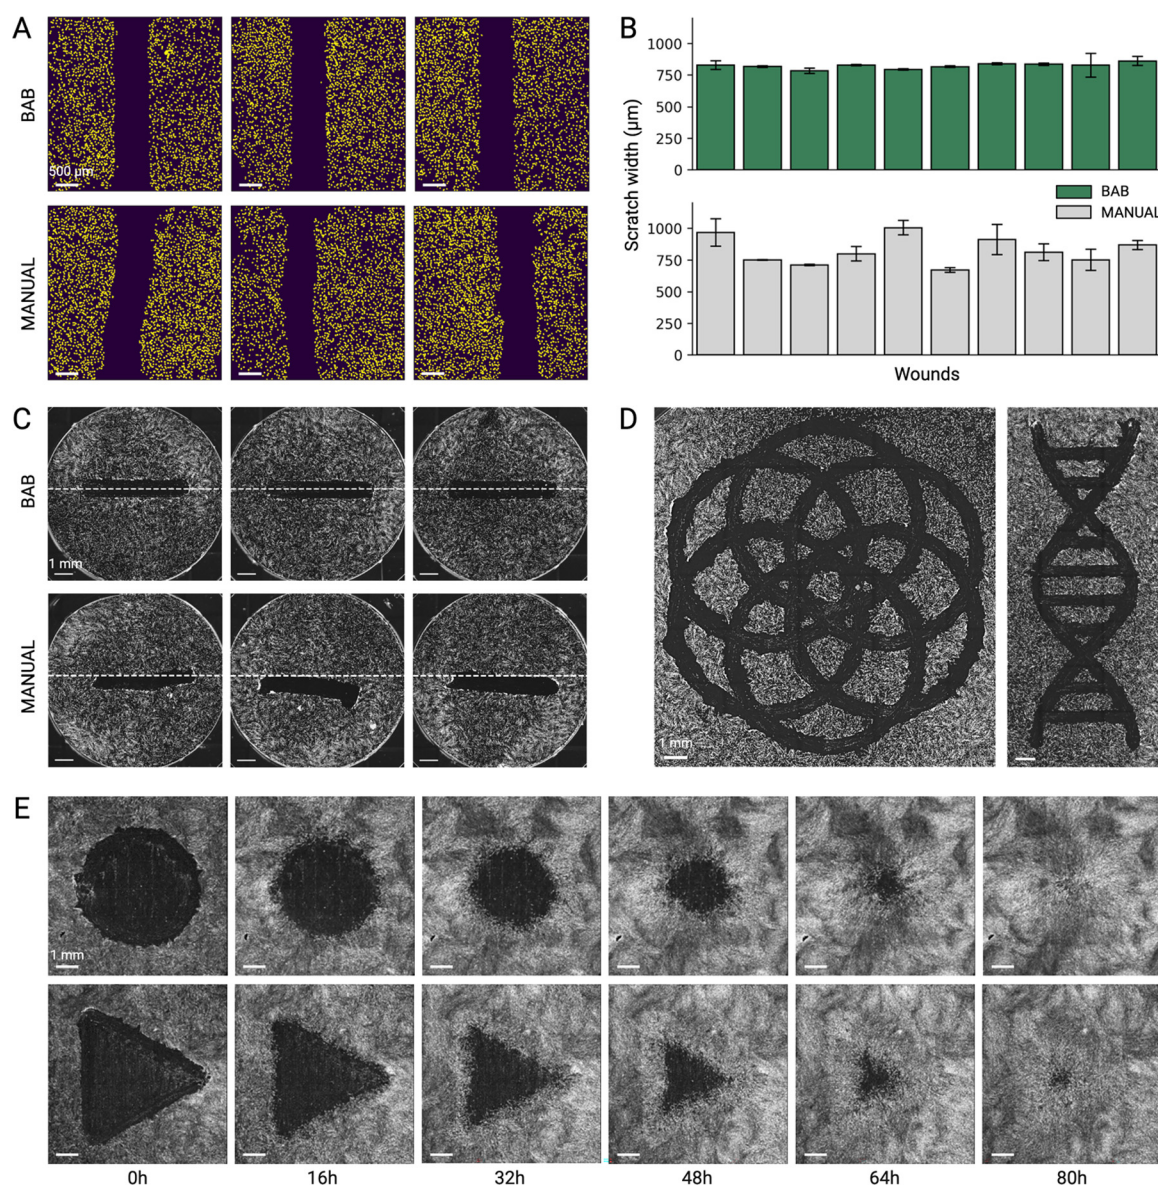 A
BAB
500 µm
MANUAL
B
1000
750
500
250
0
Scratch width (µm)
BAB
MANUAL
1000
750
500
250
0
Wounds
C
BAB
1 mm
MANUAL
D
1 mm
E
1 mm
0h
16h
32h
48h
64h
80h